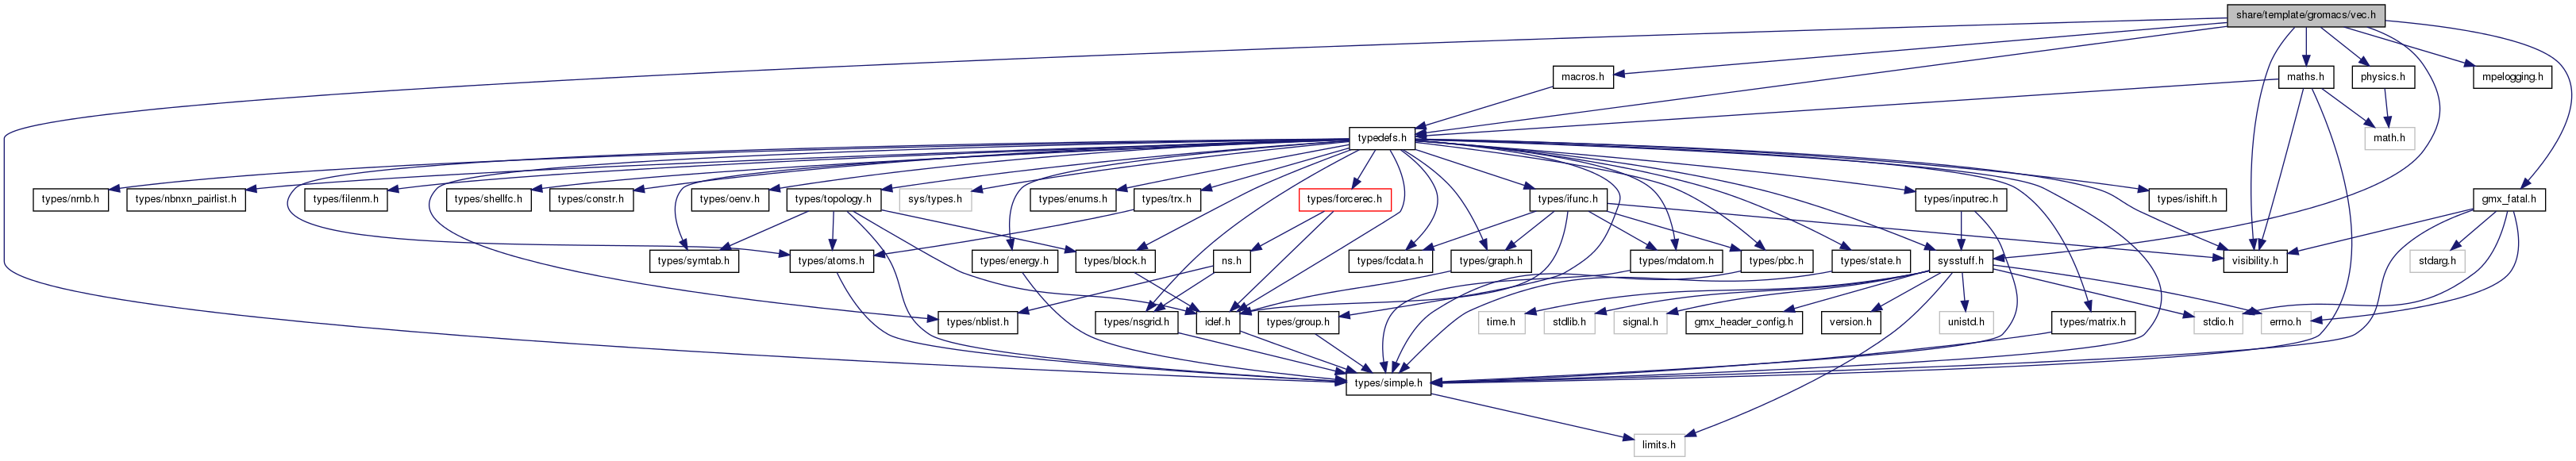 share/template/gromacs/vec.h
macros.h
maths.h
physics.h
mpelogging.h
typedefs.h
math.h
types/nrnb.h
types/nbnxn_pairlist.h
types/filenm.h
types/shellfc.h
types/constr.h
types/oenv.h
types/topology.h
sys/types.h
types/enums.h
types/trx.h
types/forcerec.h
types/ifunc.h
types/inputrec.h
types/ishift.h
gmx_fatal.h
types/symtab.h
types/atoms.h
types/energy.h
types/block.h
ns.h
types/fcdata.h
types/graph.h
types/mdatom.h
types/pbc.h
types/state.h
sysstuff.h
visibility.h
stdarg.h
types/nblist.h
types/nsgrid.h
idef.h
types/group.h
time.h
stdlib.h
signal.h
gmx_header_config.h
version.h
unistd.h
types/matrix.h
stdio.h
errno.h
types/simple.h
limits.h